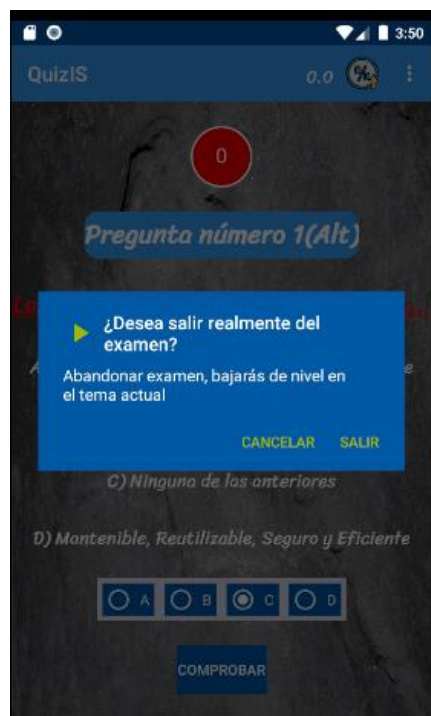 3:50
QuizIS 0.0
0
Pregunta número 1(Alt)
¿Desea salir realmente del
examen?
Abandonar examen, bajarás de nivel en
el tema actual
CANCELAR SALIR
C) Ninguna de las anteriores
D) Mantenible, Reutilizable, Seguro y Eficiente
A B C D
COMPROBAR